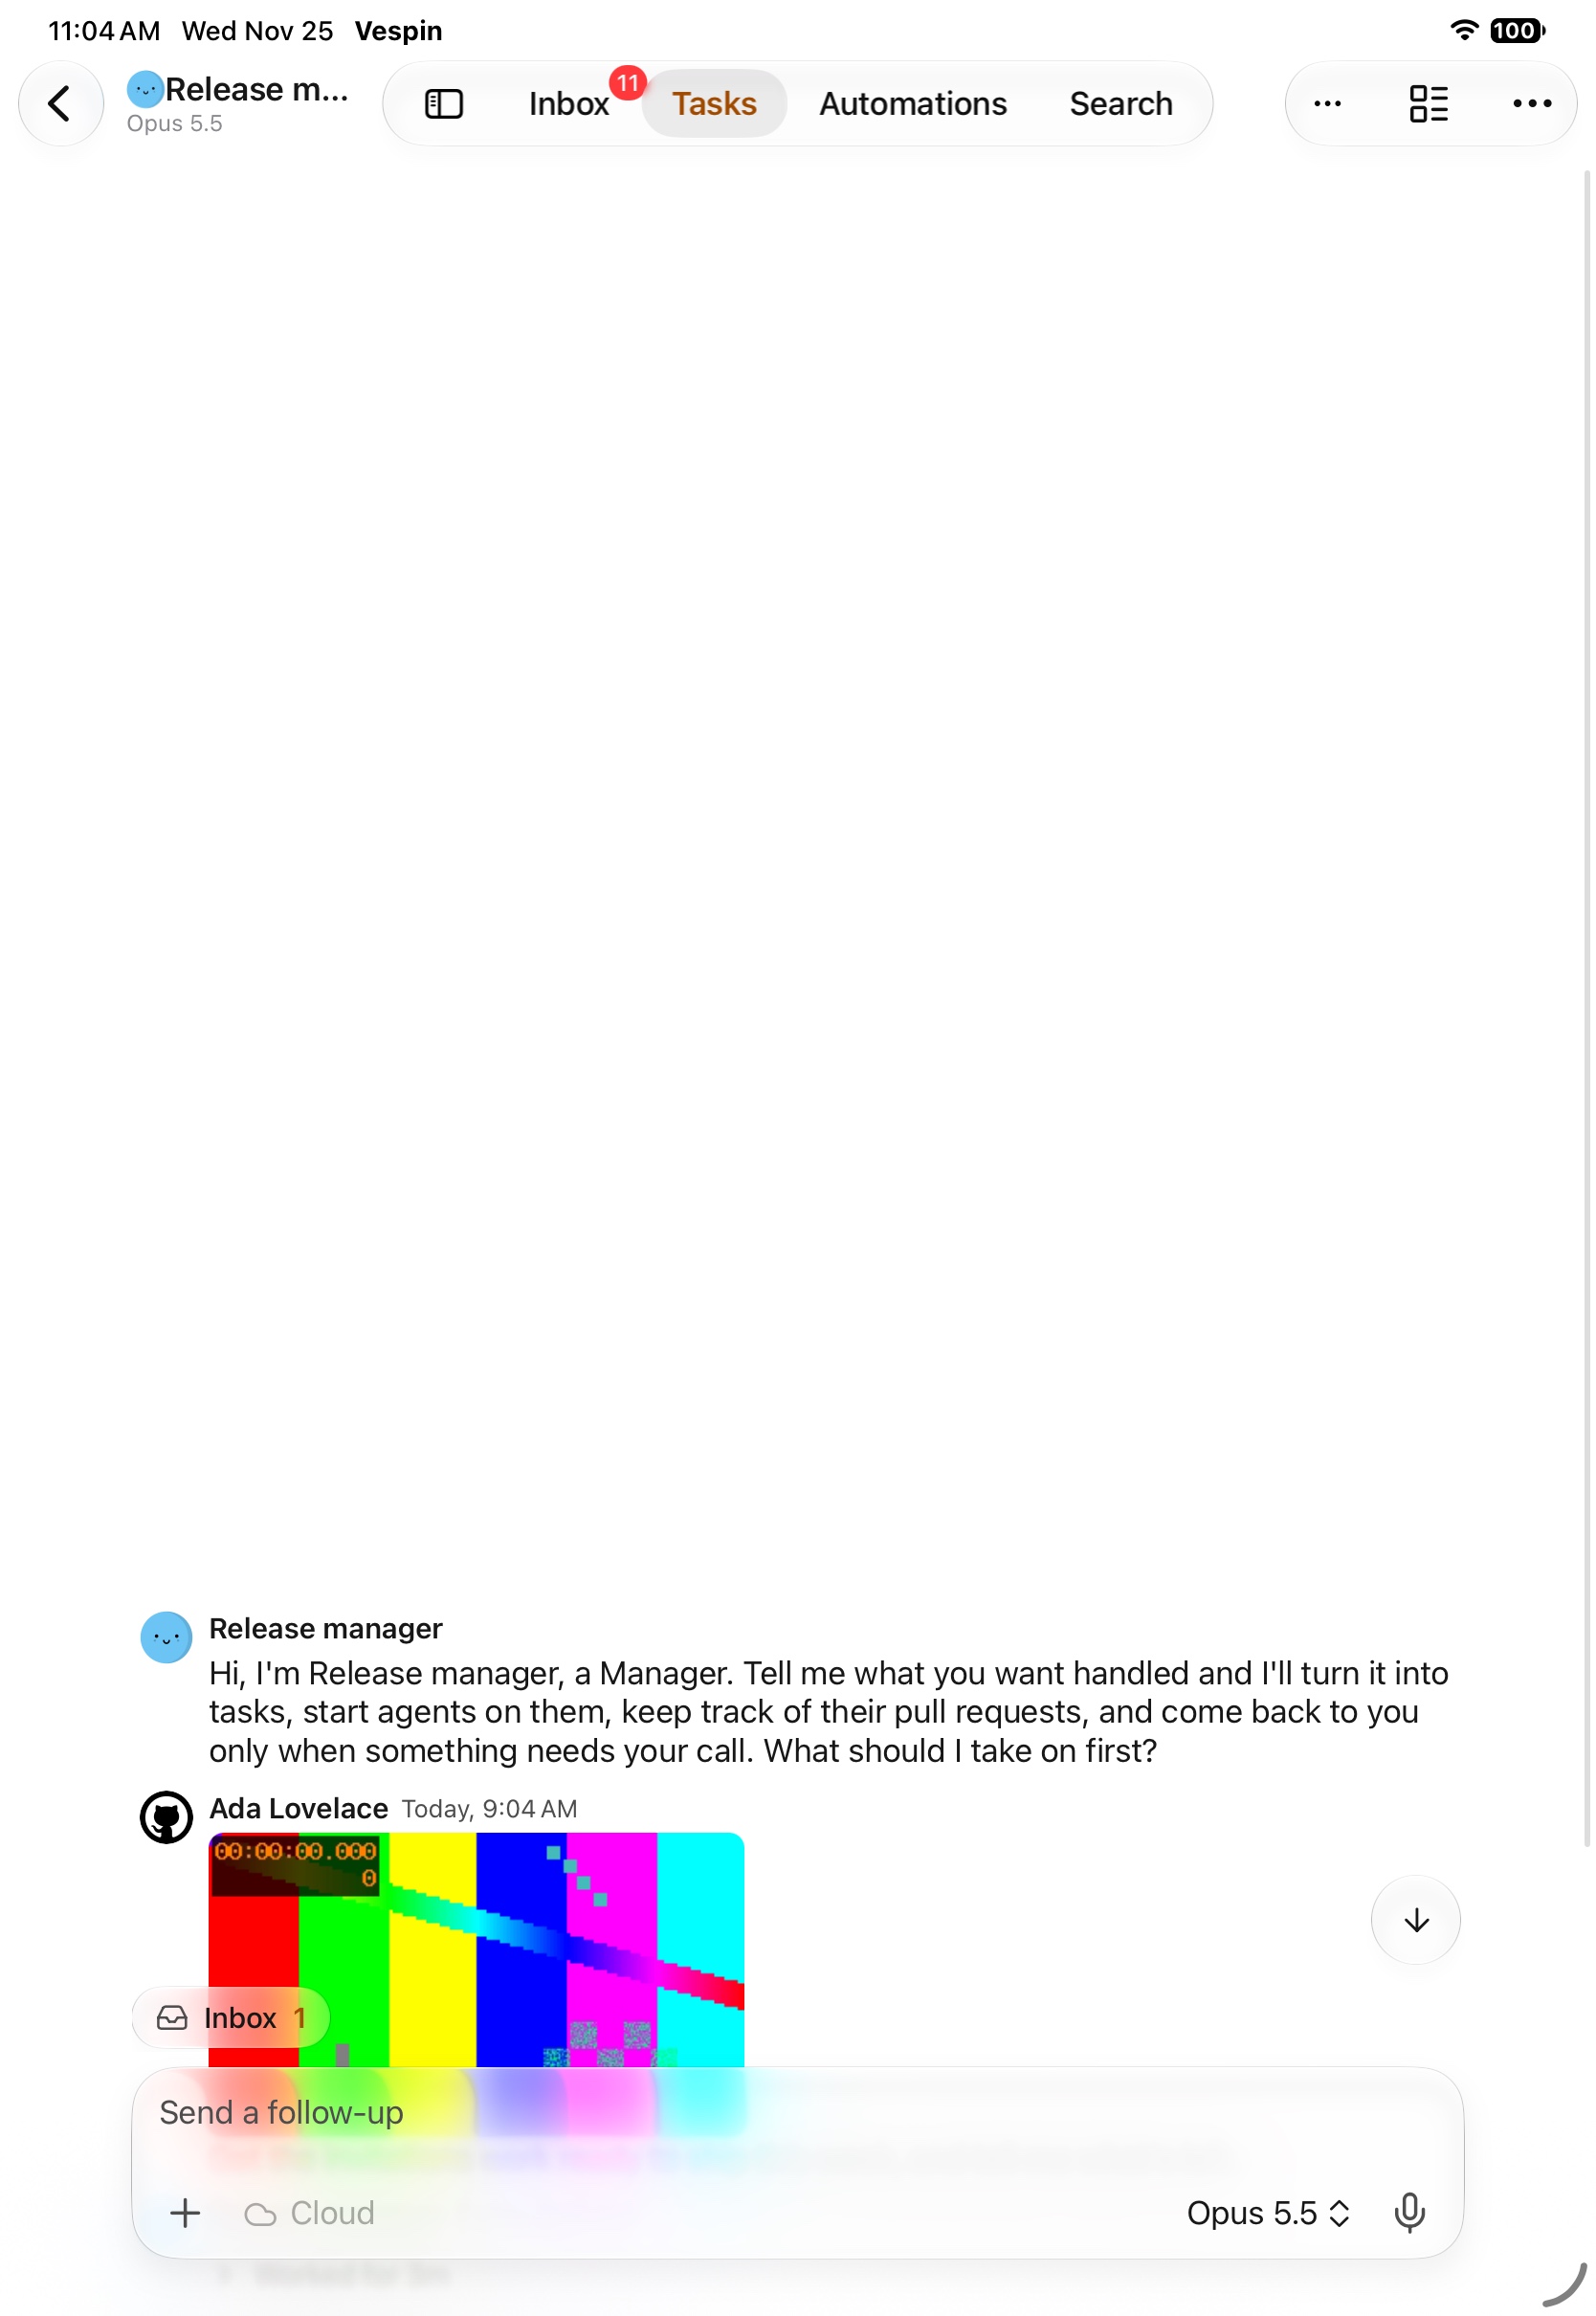 11:04 AM Wed Nov 25 Vespin
100
Release m...
Opus 5.5
Inbox 11 Tasks Automations Search
Release manager
Hi, I'm Release manager, a Manager. Tell me what you want handled and I'll turn it into
tasks, start agents on them, keep track of their pull requests, and come back to you
only when something needs your call. What should I take on first?
Ada Lovelace Today, 9:04 AM
00:00:00.000
0
Inbox 1
Send a follow-up
Cloud
Opus 5.5